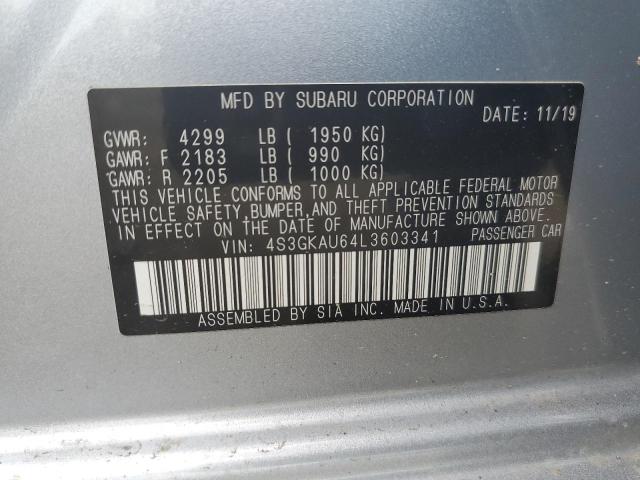 MFD BY SUBARU CORPORATION
DATE: 11/19
GVWR: 4299 LB ( 1950 KG)
GAWR: F 2183 LB ( 990 KG)
GAWR: R 2205 LB ( 1000 KG)
THIS VEHICLE CONFORMS TO ALL APPLICABLE FEDERAL MOTOR
VEHICLE SAFETY, BUMPER, AND THEFT PREVENTION STANDARDS
IN EFFECT ON THE DATE OF MANUFACTURE SHOWN ABOVE.
VIN: 4S3GKAU64L3603341 PASSENGER CAR
ASSEMBLED BY SIA INC. MADE IN U.S.A.